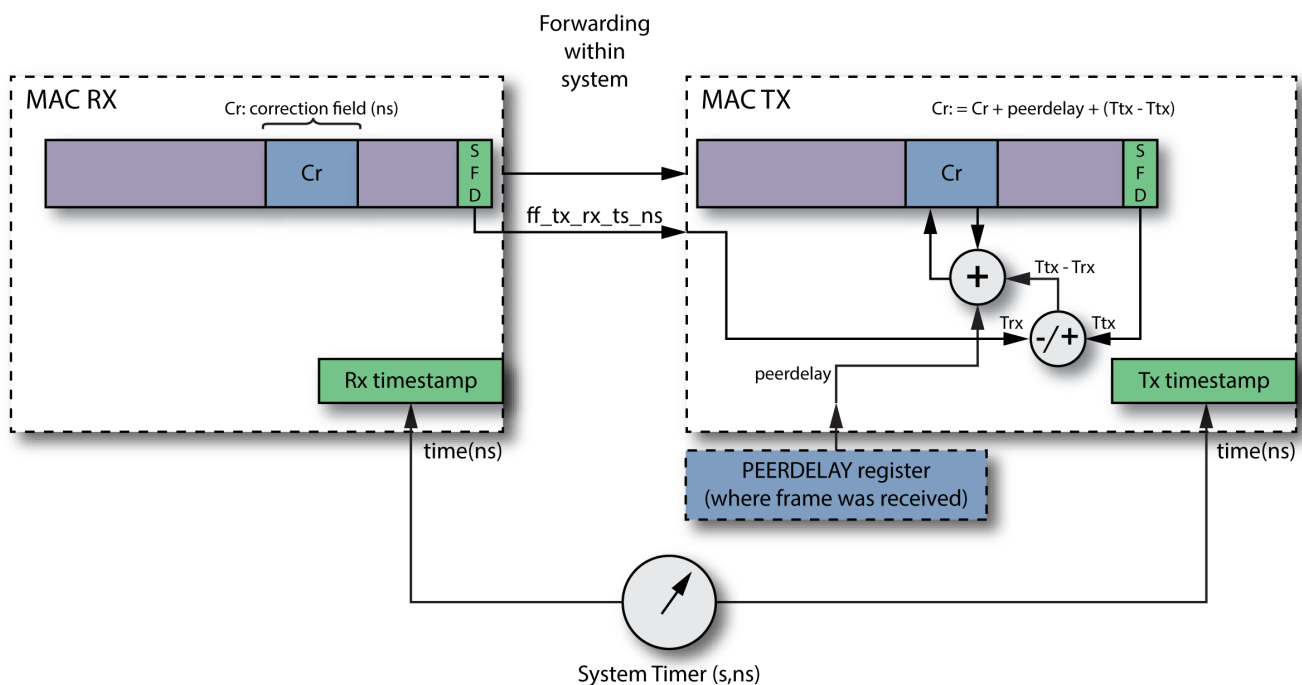 Forwarding
within
system
MAC RX
Cr: correction field (ns)
Cr
S
F
D
ff_tx_rx_ts_ns
Rx timestamp
time(ns)
MAC TX
Cr: = Cr + peerdelay + (Ttx - Ttx)
Cr
S
F
D
+
Ttx - Trx
Trx
-/+
Ttx
peerdelay
Tx timestamp
time(ns)
PEERDELAY register
(where frame was received)
System Timer (s,ns)